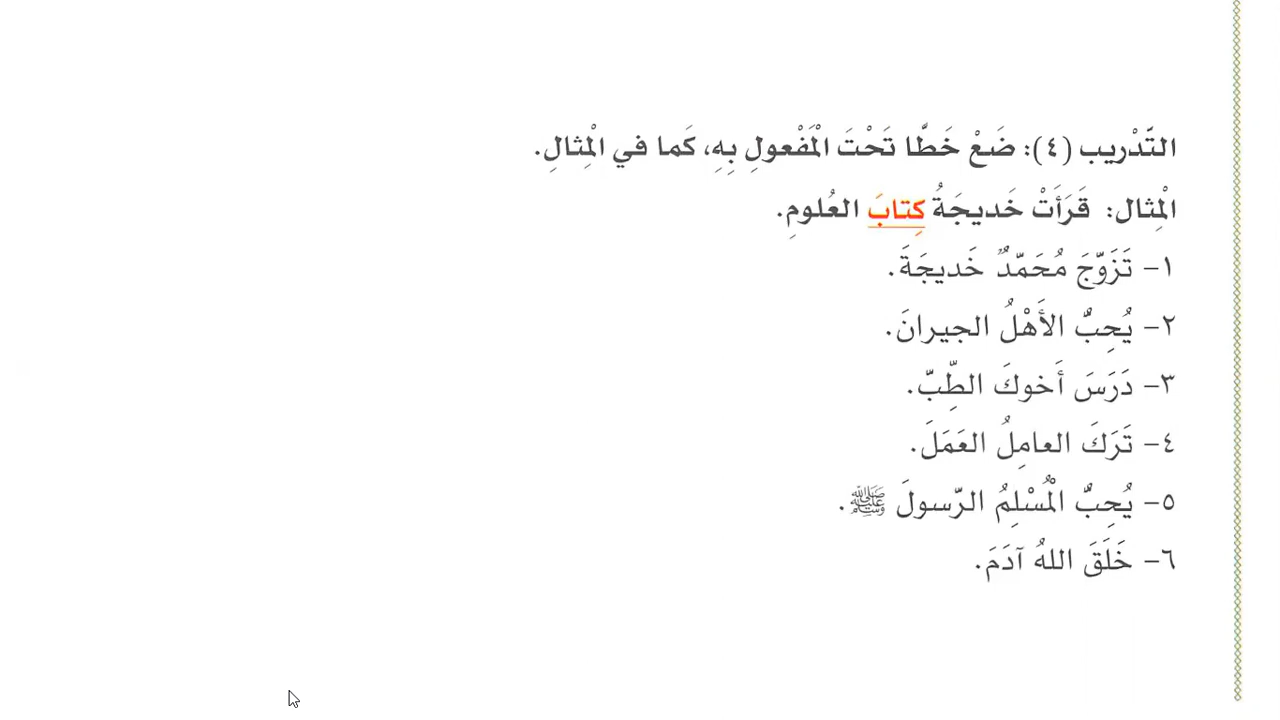 التَّدْريب (٤): ضَعْ خَطًّا تَحْتَ الْمَفْعولِ بِهِ، كَما في الْمِثالِ.
الْمِثال: قَرَأَتْ خَديجَةُ كِتابَ العُلومِ.
١- تَزَوَّجَ مُحَمَّدٌ خَديجَةَ.
٢- يُحِبُّ الأَهْلُ الجيرانَ.
٣- دَرَسَ أَخوكَ الطِّبَّ.
٤- تَرَكَ العامِلُ العَمَلَ.
٥- يُحِبُّ الْمُسْلِمُ الرّسولَ ﷺ.
٦- خَلَقَ اللهُ آدَمَ.